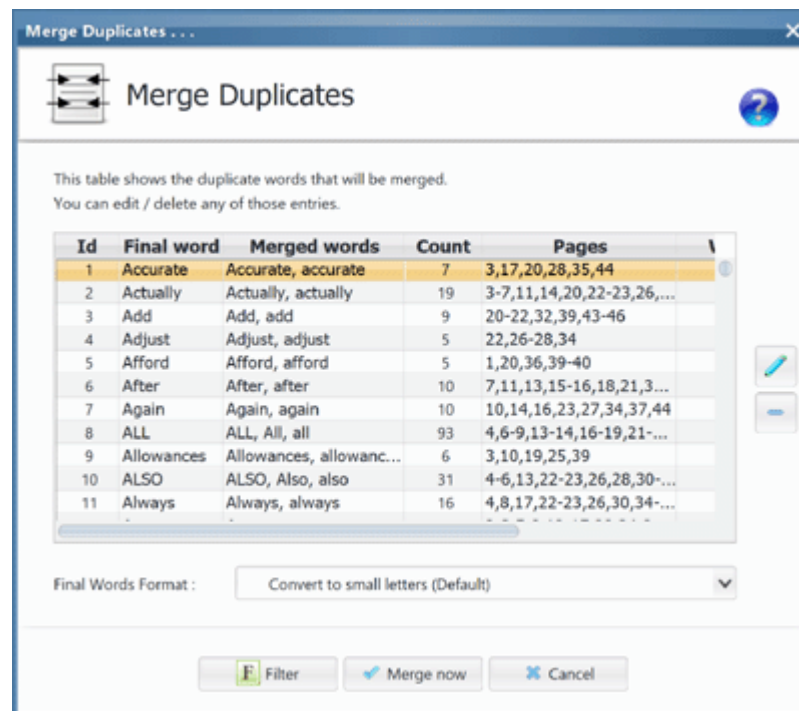 Merge Duplicates . . .
Merge Duplicates
This table shows the duplicate words that will be merged.
You can edit / delete any of those entries.
Id Final word Merged words Count Pages
1 Accurate Accurate, accurate 7 3,17,20,28,35,44
2 Actually Actually, actually 19 3-7,11,14,20,22-23,26,...
3 Add Add, add 9 20-22,32,39,43-46
4 Adjust Adjust, adjust 5 22,26-28,34
5 Afford Afford, afford 5 1,20,36,39-40
6 After After, after 10 7,11,13,15-16,18,21,3...
7 Again Again, again 10 10,14,16,23,27,34,37,44
8 ALL ALL, All, all 93 4,6-9,13-14,16-19,21-...
9 Allowances Allowances, allowanc... 6 3,10,19,25,39
10 ALSO ALSO, Also, also 31 4-6,13,22-23,26,28,30-...
11 Always Always, always 16 4,8,17,22-23,26,30,34-...
Final Words Format : Convert to small letters (Default)
F Filter Merge now Cancel